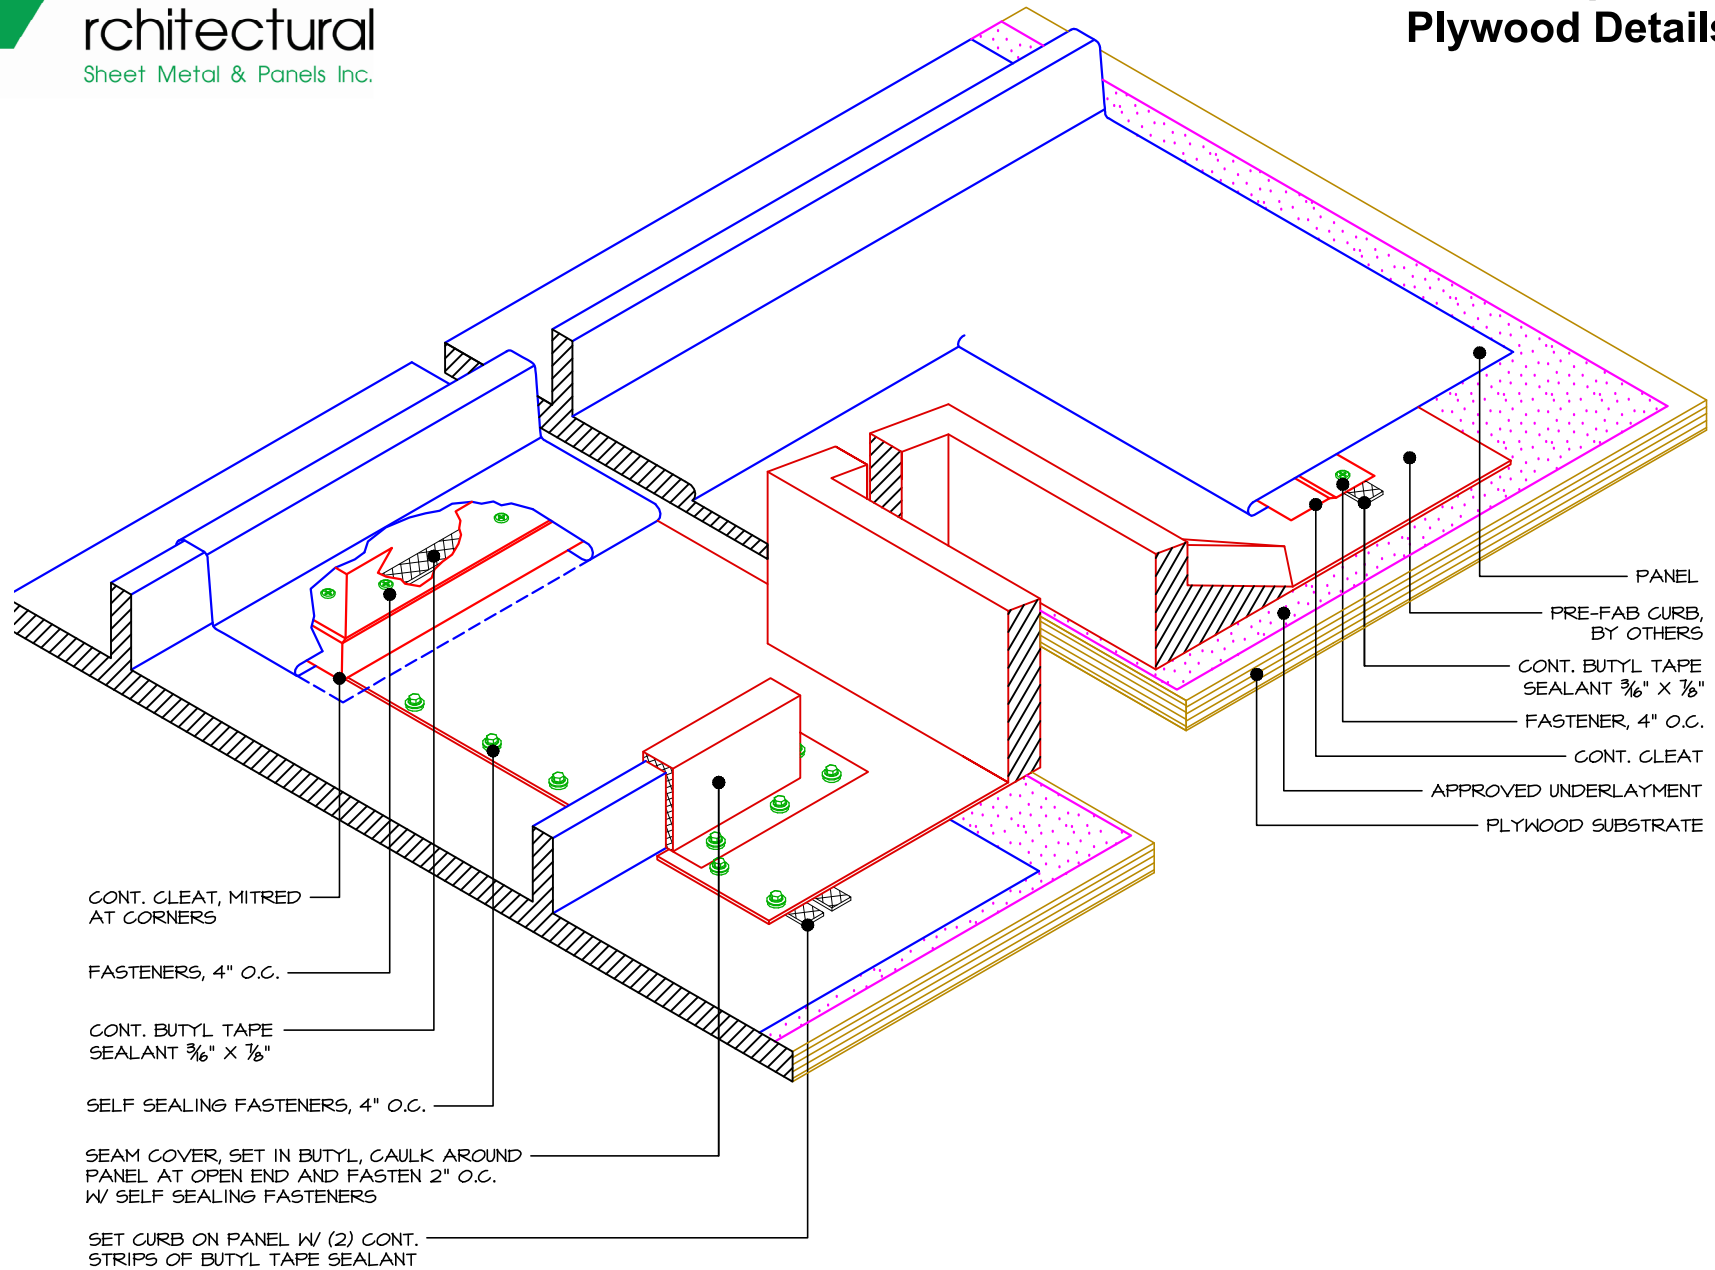 rchitectural
Sheet Metal & Panels Inc.
Plywood Details
PANEL
PRE-FAB CURB,
BY OTHERS
CONT. BUTYL TAPE
SEALANT 3/16" X 7/8"
FASTENER, 4" O.C.
CONT. CLEAT
APPROVED UNDERLAYMENT
PLYWOOD SUBSTRATE
CONT. CLEAT, MITRED
AT CORNERS
FASTENERS, 4" O.C.
CONT. BUTYL TAPE
SEALANT 3/16" X 7/8"
SELF SEALING FASTENERS, 4" O.C.
SEAM COVER, SET IN BUTYL, CAULK AROUND
PANEL AT OPEN END AND FASTEN 2" O.C.
W/ SELF SEALING FASTENERS
SET CURB ON PANEL W/ (2) CONT.
STRIPS OF BUTYL TAPE SEALANT